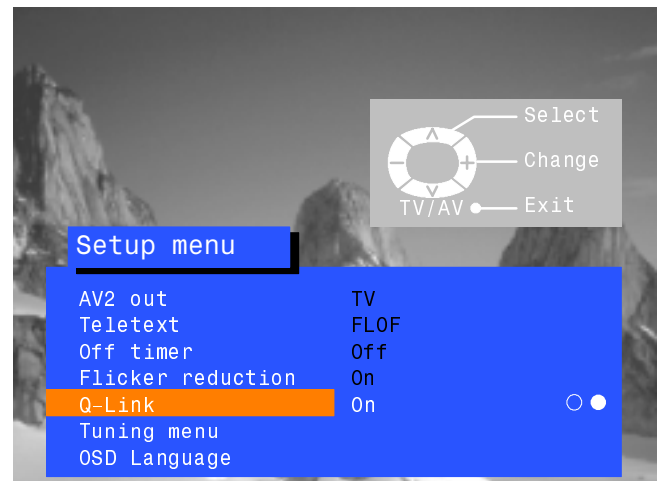 Select
Change
TV/AV Exit
Setup menu
AV2 out TV
Teletext FLOF
Off timer Off
Flicker reduction On
Q-Link On
Tuning menu
OSD Language